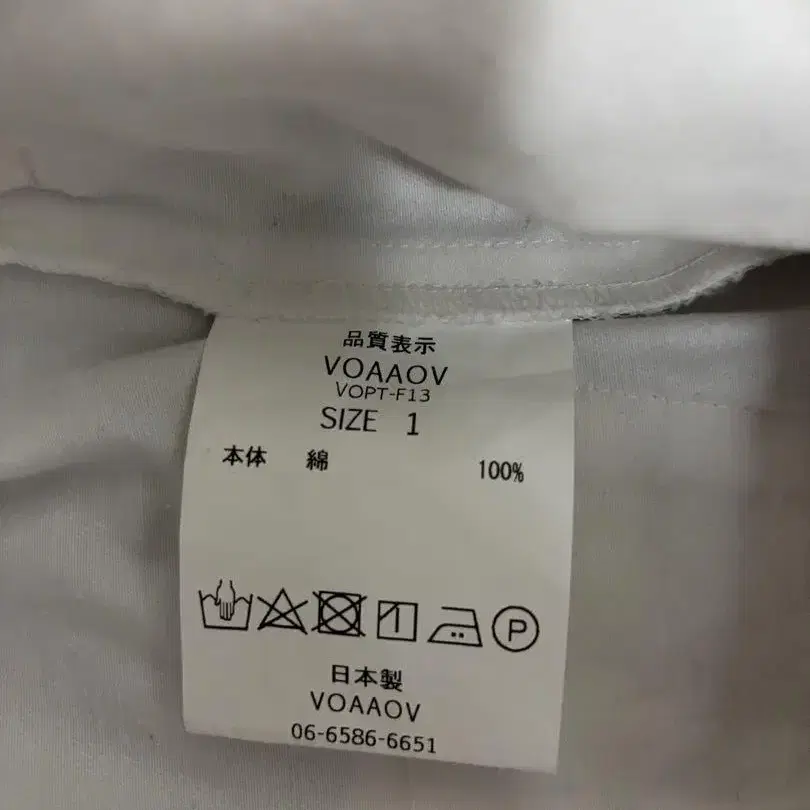 品質表示
VOAAOV
VOPT-F13
SIZE 1
本体 綿 100%
P
日本製
VOAAOV
06-6586-6651